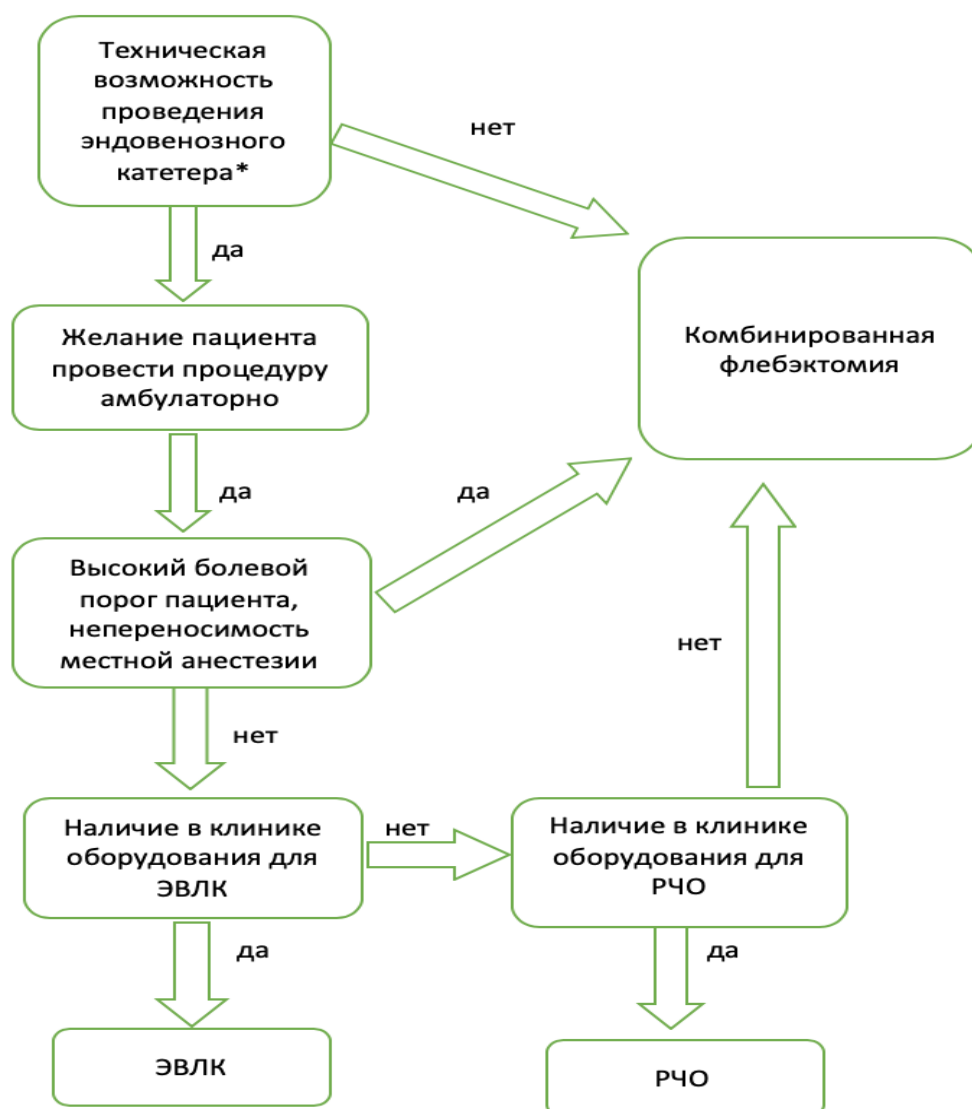 Техническая
возможность
проведения
эндовенозного
катетера*
нет
да
Желание пациента
провести процедуру
амбулаторно
Комбинированная
флебэктомия
да
да
Высокий болевой
порог пациента,
непереносимость
местной анестезии
нет
нет
Наличие в клинике
оборудования для
ЭВЛК
нет
Наличие в клинике
оборудования для
РЧО
да
да
ЭВЛК
РЧО